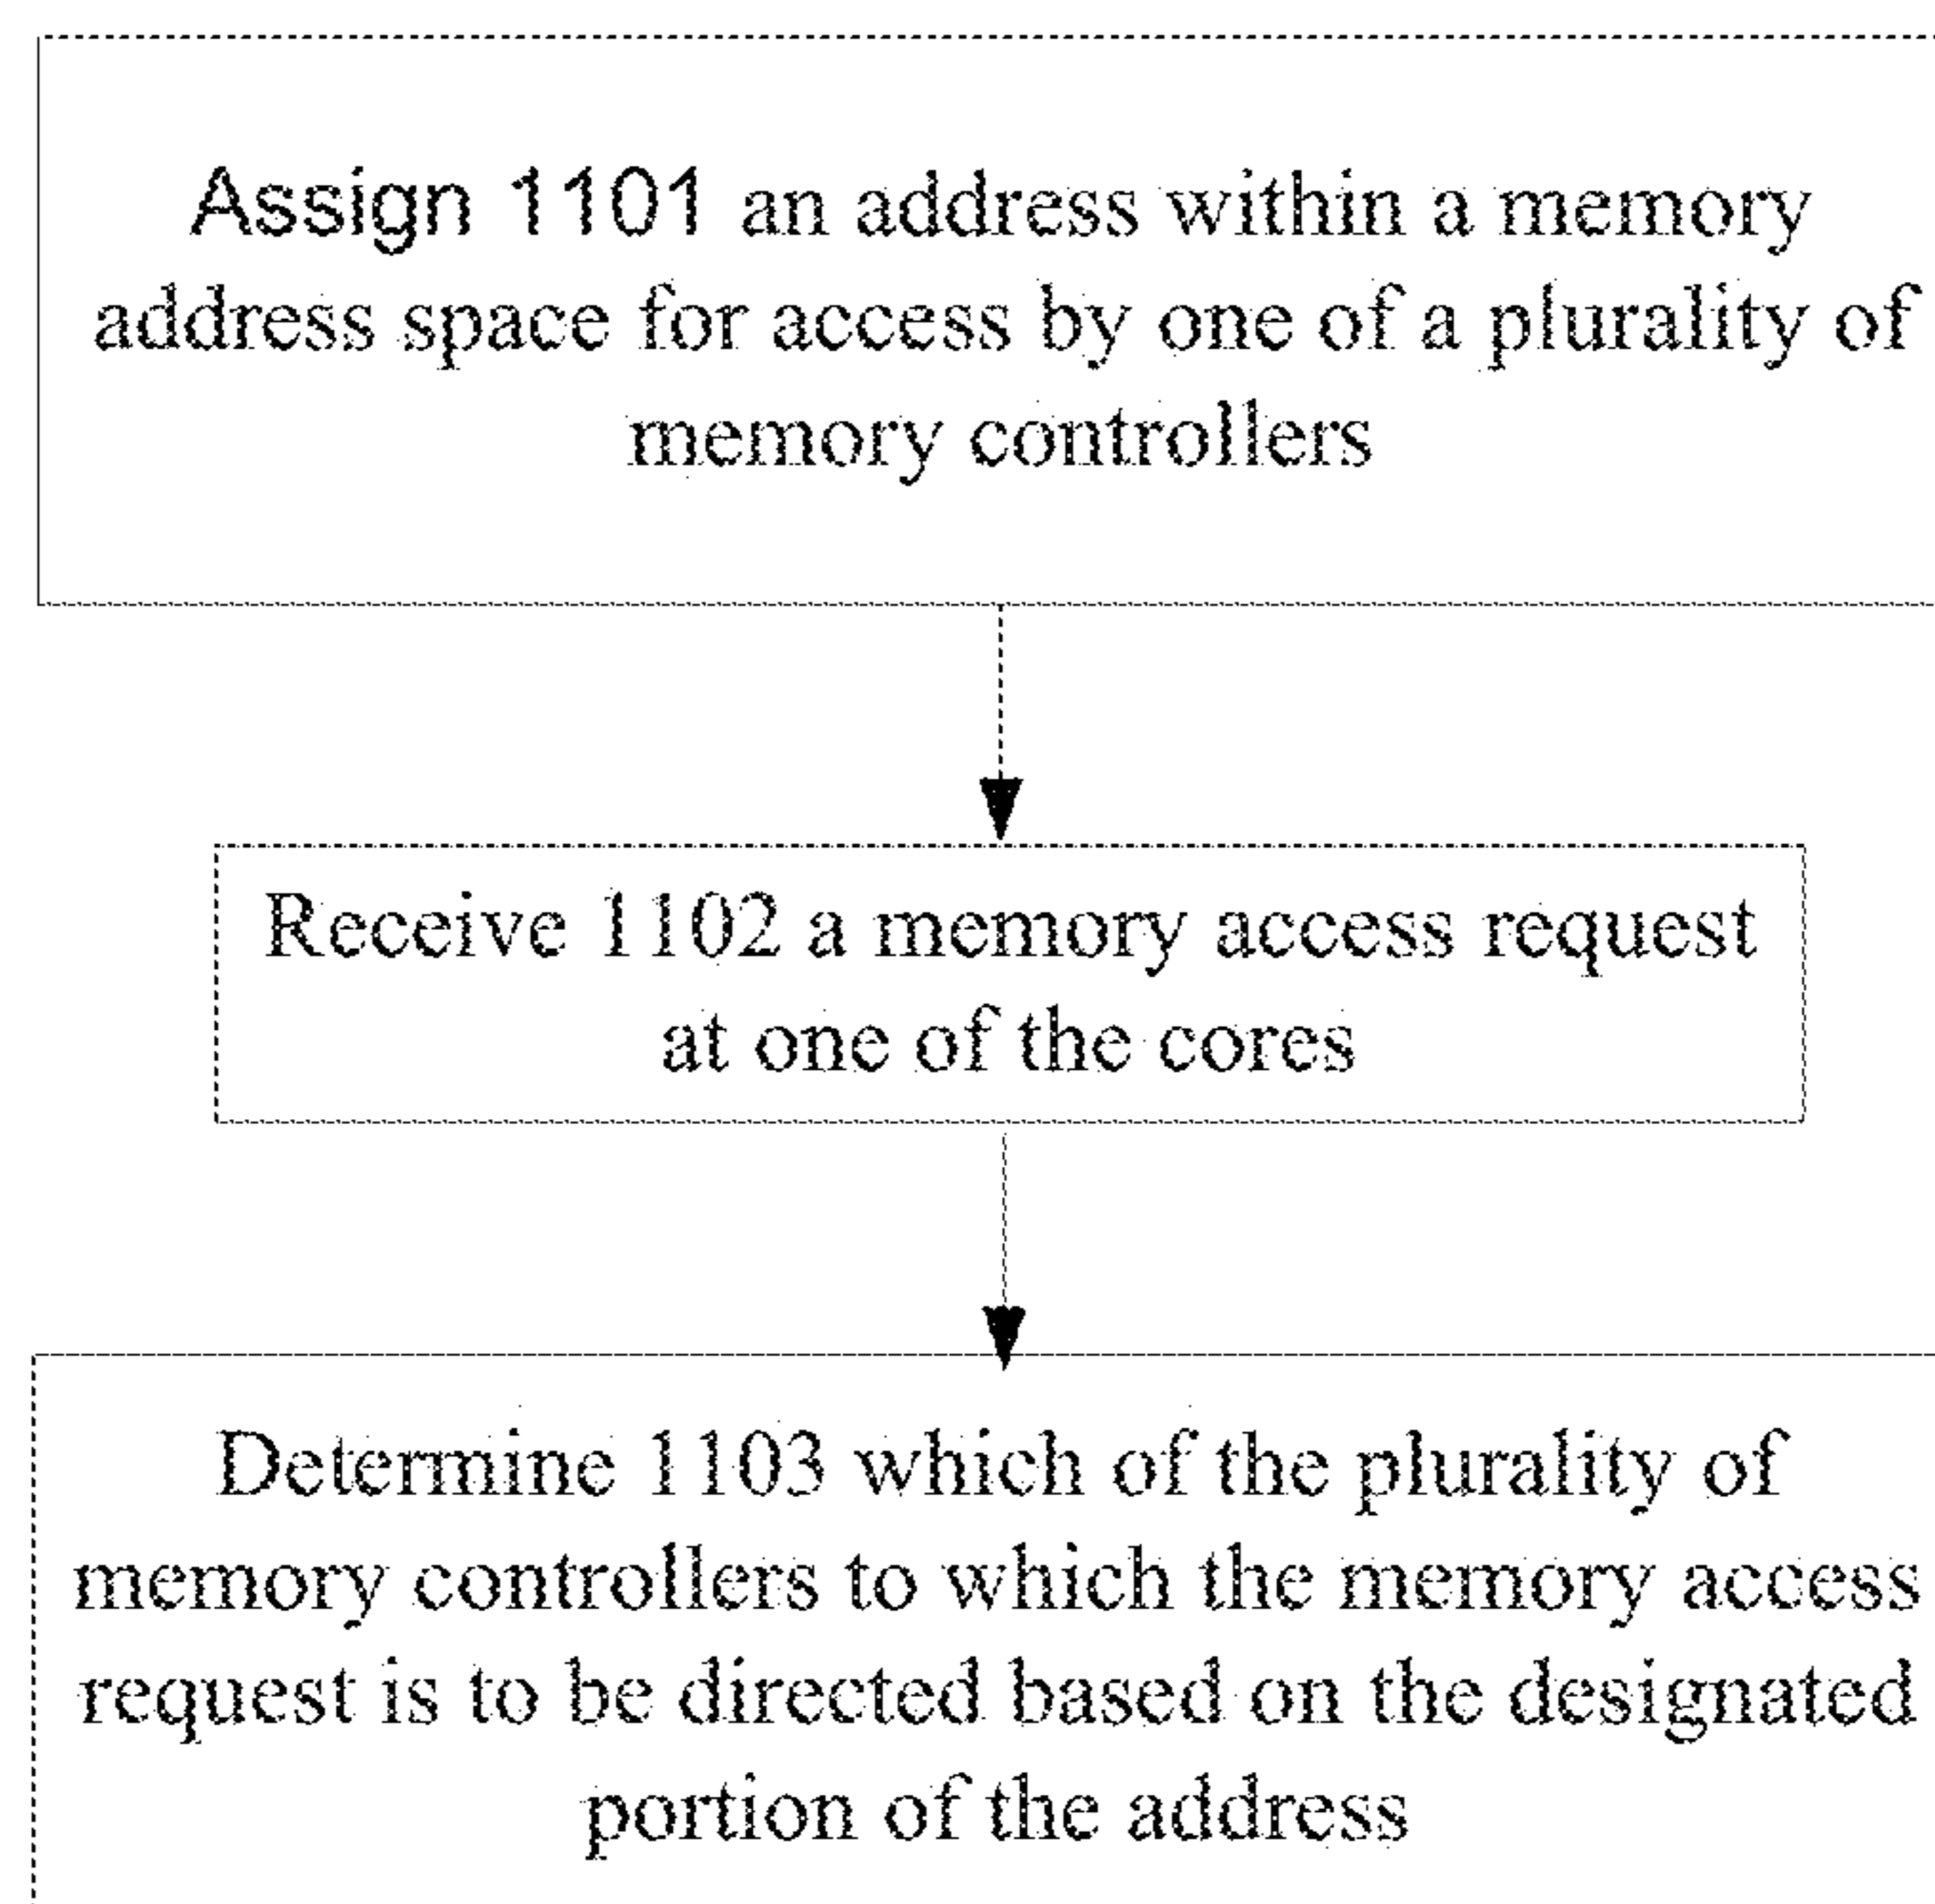 Assign 1101 an address within a memory
address space for access by one of a plurality of
memory controllers
Receive 1102 a memory access request
at one of the cores
Determine 1103 which of the plurality of
memory controllers to which the memory access
request is to be directed based on the designated
portion of the address